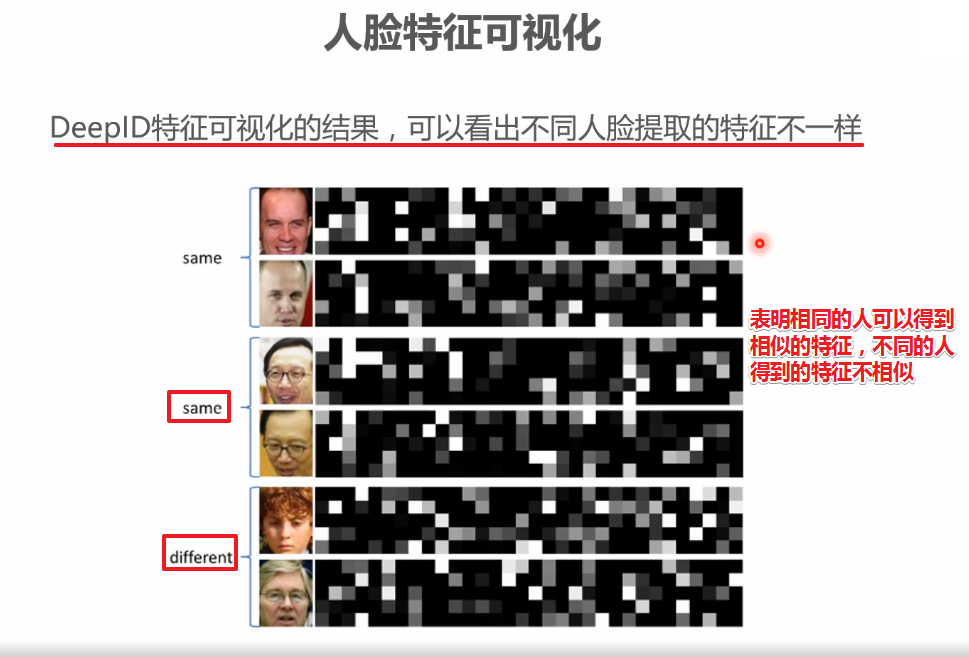 人脸特征可视化
DeepID特征可视化的结果，可以看出不同人脸提取的特征不一样
same
表明相同的人可以得到
相似的特征，不同的人
得到的特征不相似
same
different